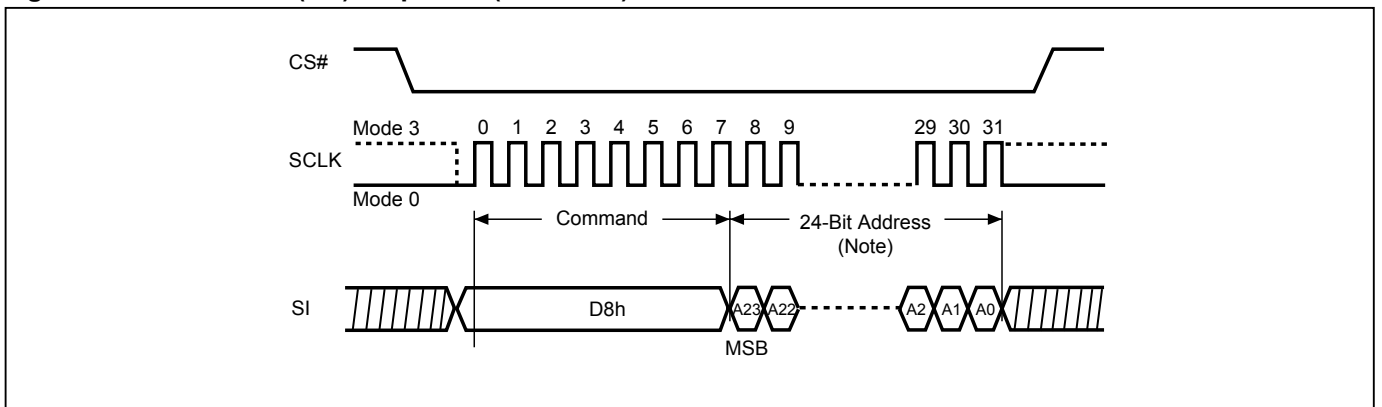 CS#
Mode 3
0 1 2 3 4 5 6 7 8 9 29 30 31
SCLK
Mode 0
Command
24-Bit Address
(Note)
SI
D8h
A23 A22 A2 A1 A0
MSB